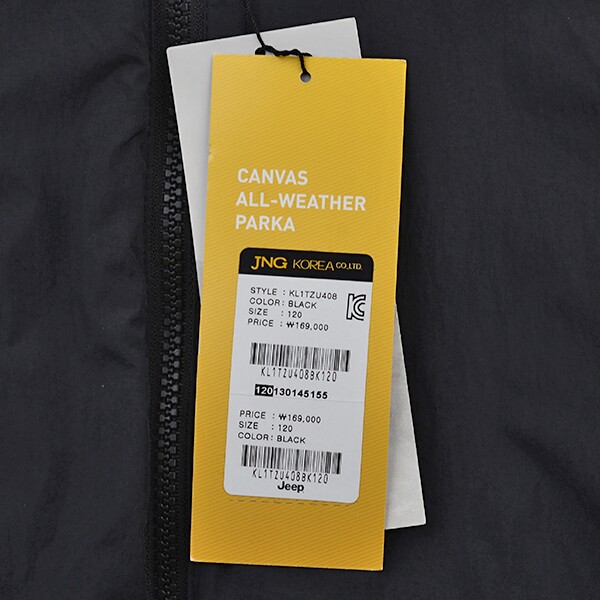 CANVAS
ALL-WEATHER
PARKA
JNG KOREA CO.,LTD.
STYLE : KL1TZU408
COLOR: BLACK
SIZE : 120
PRICE : ₩169,000
KL1TZU408BK120
120130145155
PRICE : ₩169,000
SIZE : 120
COLOR: BLACK
KL1TZU408BK120
Jeep